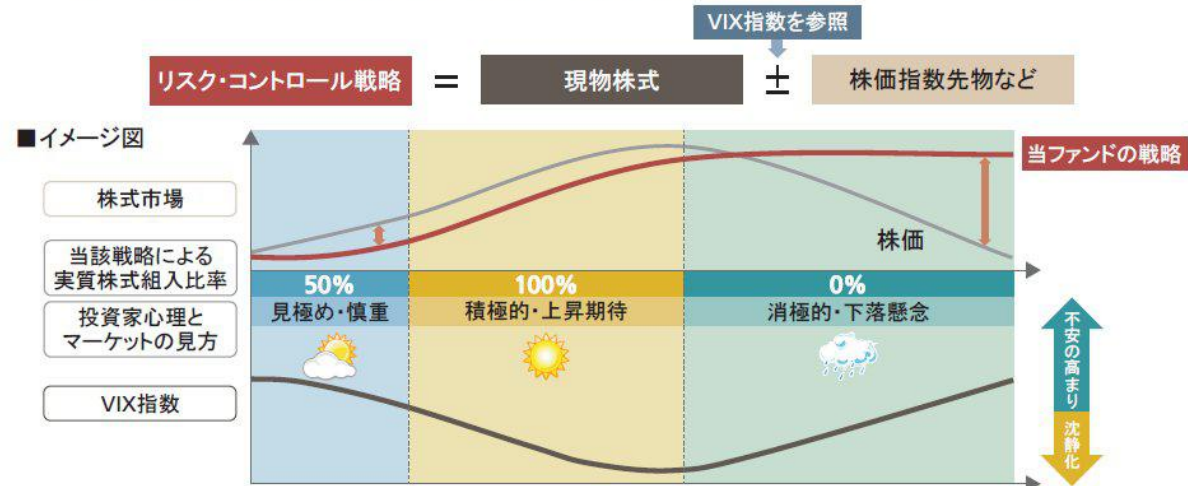 VIX指数を参照
リスク・コントロール戦略 = 現物株式 ± 株価指数先物など
■イメージ図
当ファンドの戦略
株式市場
株価
当該戦略による
実質株式組入比率
50% 100% 0%
投資家心理と
マーケットの見方
見極め・慎重 積極的・上昇期待 消極的・下落懸念
VIX指数
不安の高まり
沈静化